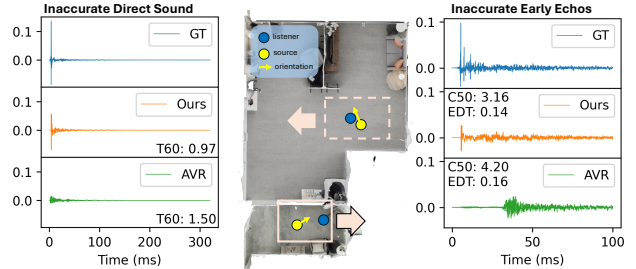 Inaccurate Direct Sound
0.1
0.0
GT
0.1
0.0
Ours
T60: 0.97
0.1
0.0
AVR
T60: 1.50
0
100
200
300
Time (ms)
listener
source
orientation
Inaccurate Early Echos
0.1
0.0
GT
0.1
0.0
C50: 3.16
EDT: 0.14
Ours
0.1
0.0
C50: 4.20
EDT: 0.16
AVR
0
50
100
Time (ms)